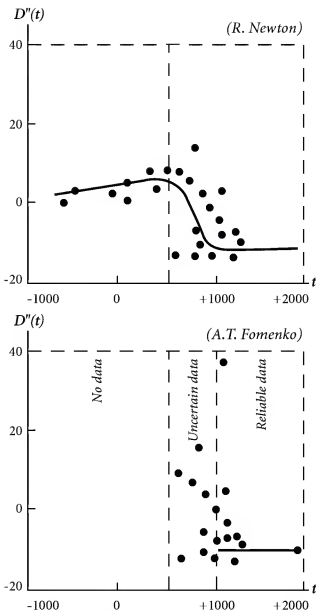 D"(t)
(R. Newton)
40
20
0
-20
-1000 0 +1000 +2000 t
D"(t)
(A.T. Fomenko)
40
No data
Uncertain data
Reliable data
20
0
-20
-1000 0 +1000 +2000 t